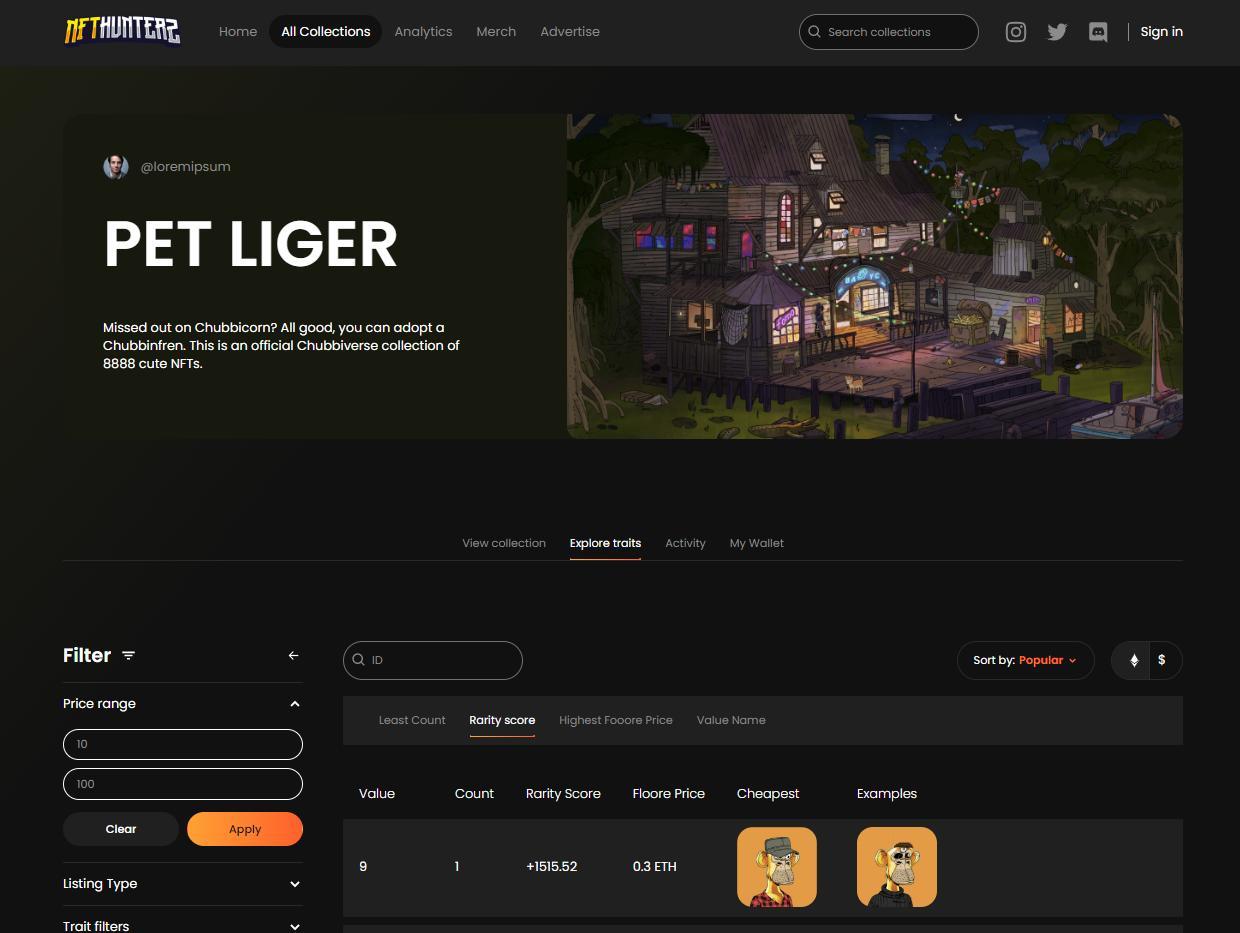 NFTHUNTERZ
Home
All Collections
Analytics
Merch
Advertise
Search collections
Sign in
@loremipsum
PET LIGER
Missed out on Chubbicorn? All good, you can adopt a
Chubbinfren. This is an official Chubbiverse collection of
8888 cute NFTs.
BAYC
View collection
Explore traits
Activity
My Wallet
Filter
Price range
10
100
Clear
Apply
Listing Type
Trait filters
ID
Sort by: Popular
$
Least Count
Rarity score
Highest Fooore Price
Value Name
Value
Count
Rarity Score
Floore Price
Cheapest
Examples
9
1
+1515.52
0.3 ETH